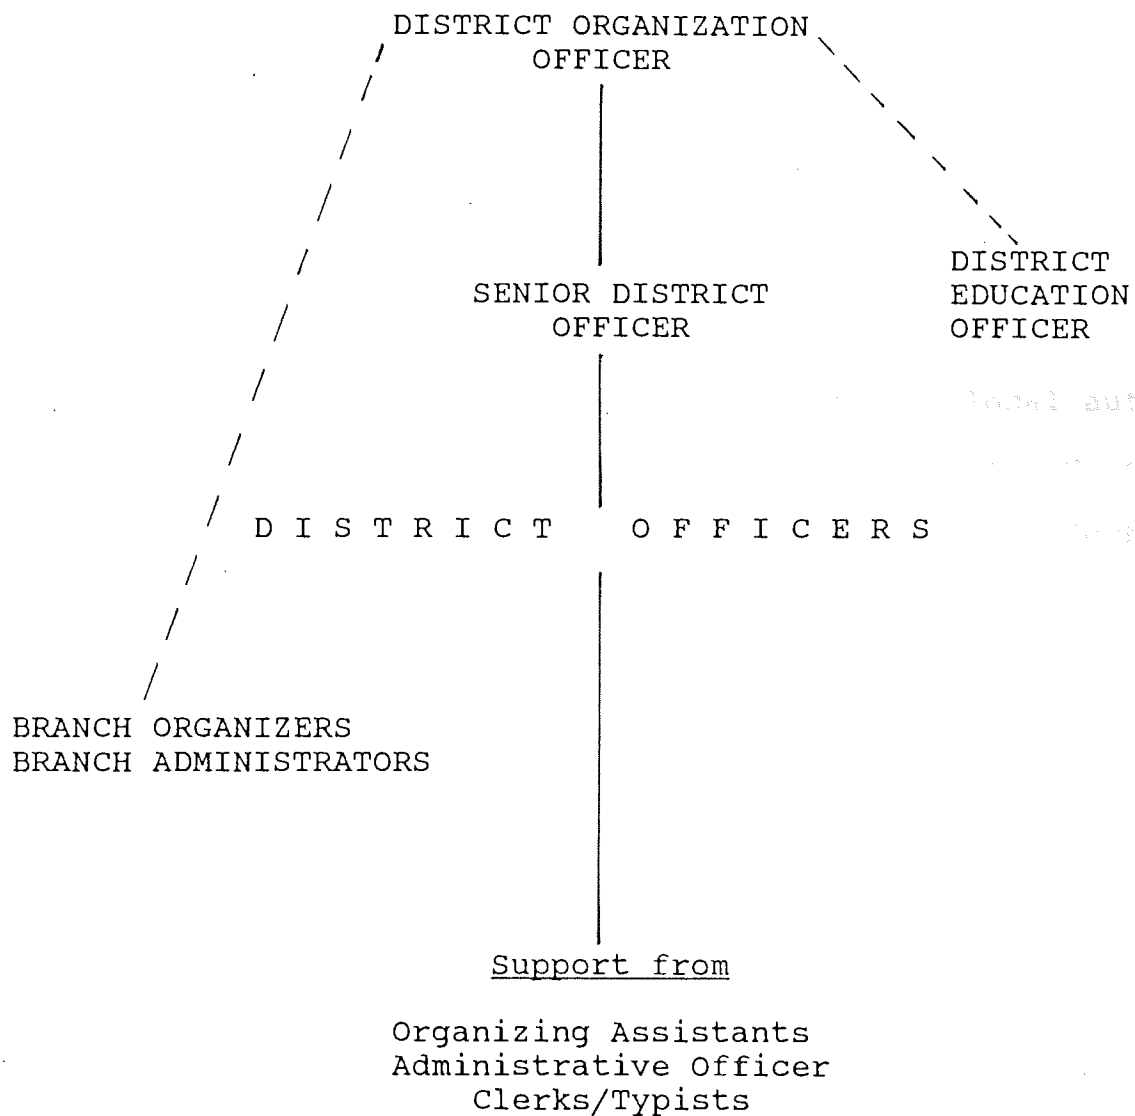 DISTRICT ORGANIZATION
OFFICER
DISTRICT
EDUCATION
OFFICER
SENIOR DISTRICT
OFFICER
D I S T R I C T   O F F I C E R S
BRANCH ORGANIZERS
BRANCH ADMINISTRATORS
Support from
Organizing Assistants
Administrative Officer
Clerks/Typists